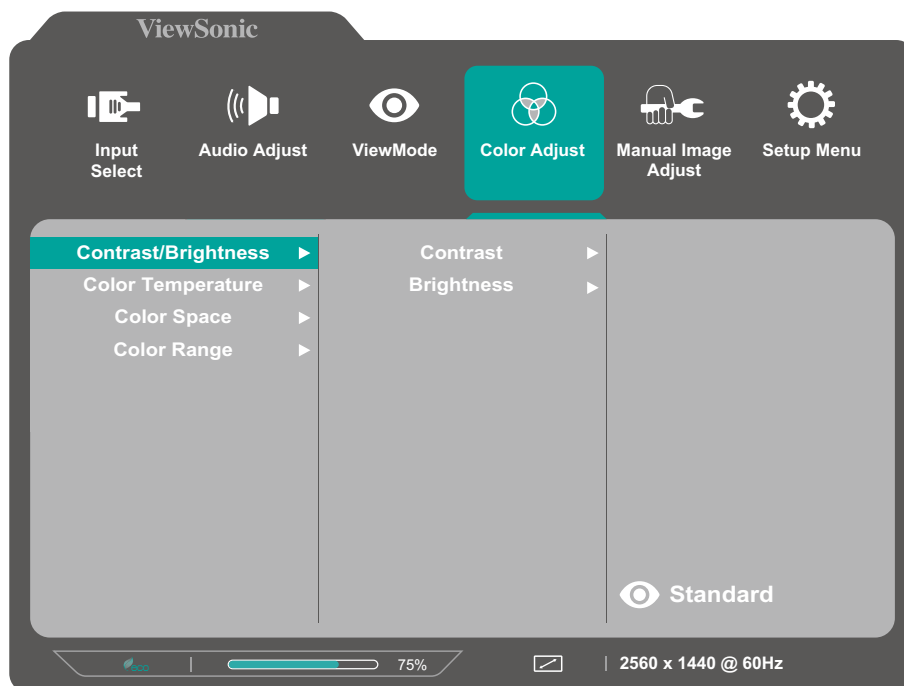 ViewSonic
Input
Select
Audio Adjust
ViewMode
Color Adjust
Manual Image
Adjust
Setup Menu
Contrast/Brightness
Color Temperature
Color Space
Color Range
Contrast
Brightness
Standard
eco
75%
2560 x 1440 @ 60Hz